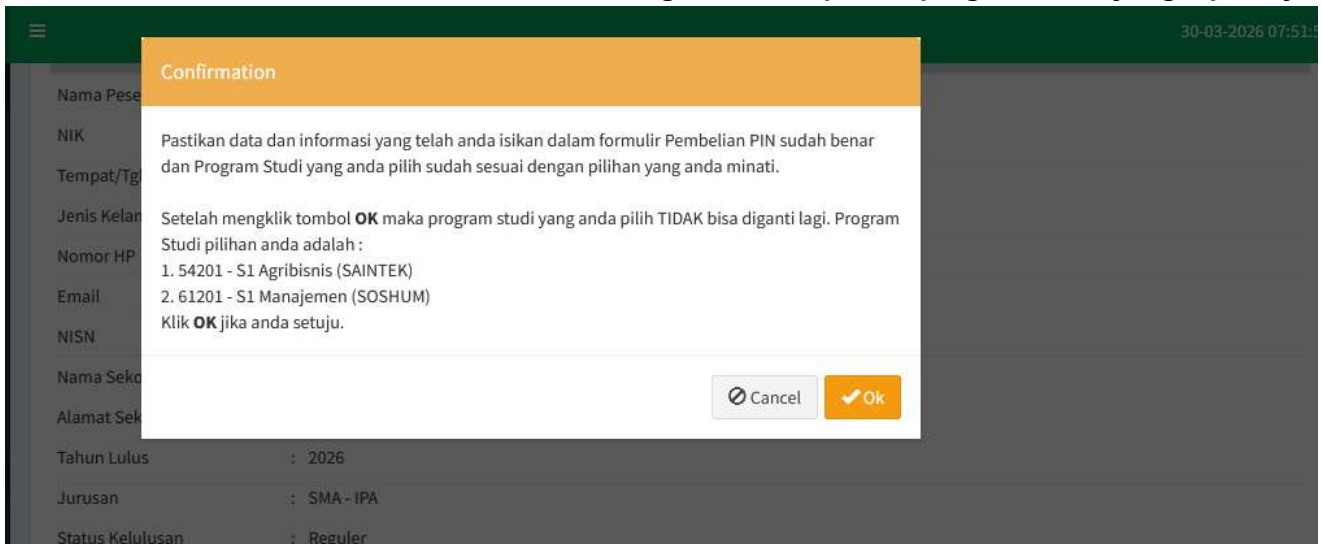 30-03-2026 07:51:5
Confirmation
Nama Pese
NIK
Pastikan data dan informasi yang telah anda isikan dalam formulir Pembelian PIN sudah benar
dan Program Studi yang anda pilih sudah sesuai dengan pilihan yang anda minati.
Tempat/Tgl
Jenis Kelan
Setelah mengklik tombol OK maka program studi yang anda pilih TIDAK bisa diganti lagi. Program
Studi pilihan anda adalah :
Nomor HP
1. 54201 - S1 Agribisnis (SAINTEK)
Email
2. 61201 - S1 Manajemen (SOSHUM)
Klik OK jika anda setuju.
NISN
Nama Seko
Cancel
Ok
Alamat Sek
Tahun Lulus : 2026
Jurusan : SMA - IPA
Status Kelulusan : Reguler